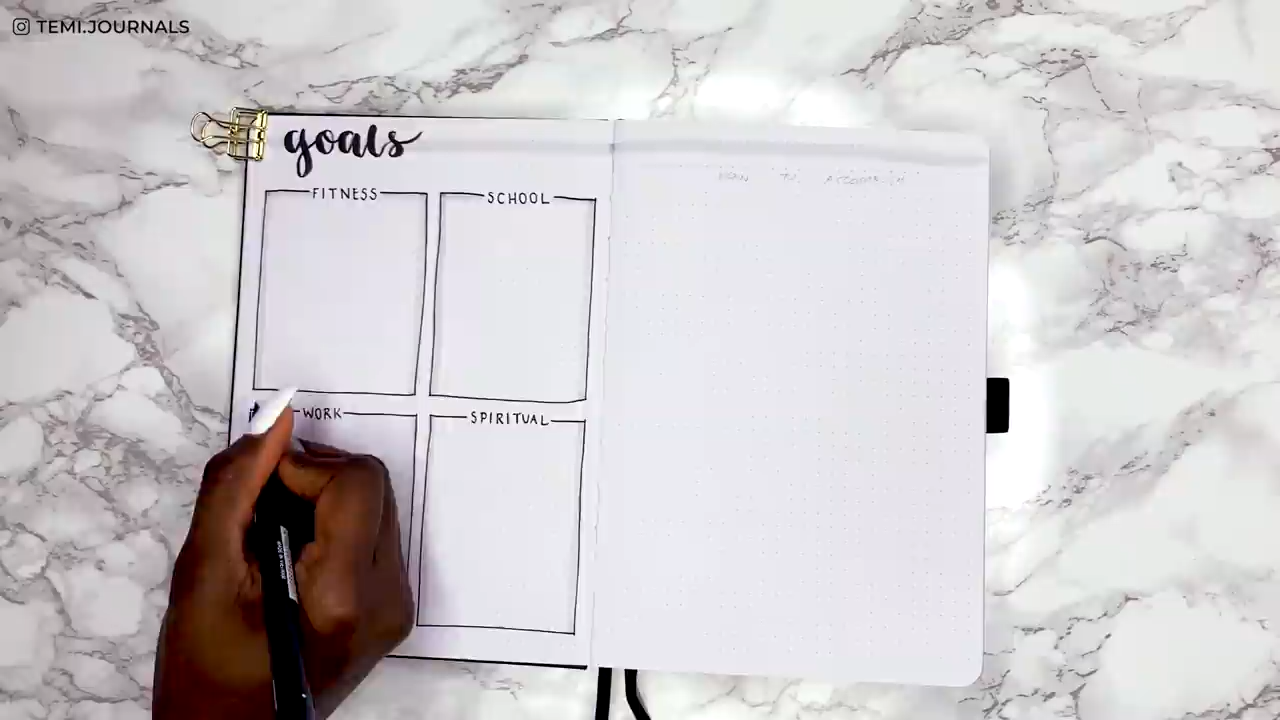 TEMI.JOURNALS
goals
FITNESS
SCHOOL
WORK
SPIRITUAL